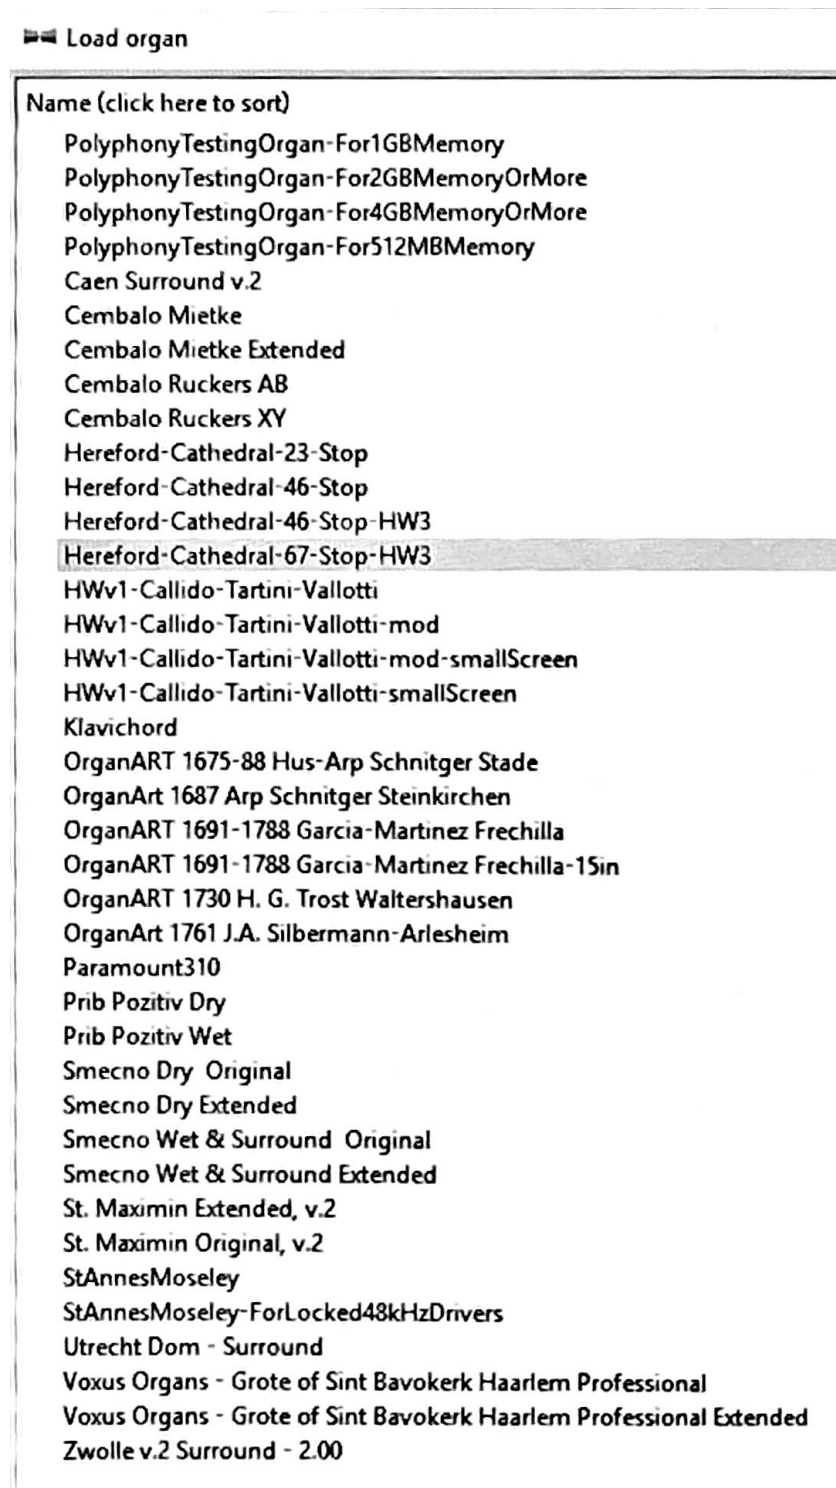 Load organ
Name (click here to sort)
PolyphonyTestingOrgan-For1GBMemory
PolyphonyTestingOrgan-For2GBMemoryOrMore
PolyphonyTestingOrgan-For4GBMemoryOrMore
PolyphonyTestingOrgan-For512MBMemory
Caen Surround v.2
Cembalo Mietke
Cembalo Mietke Extended
Cembalo Ruckers AB
Cembalo Ruckers XY
Hereford-Cathedral-23-Stop
Hereford-Cathedral-46-Stop
Hereford-Cathedral-46-Stop-HW3
Hereford-Cathedral-67-Stop-HW3
HWv1-Callido-Tartini-Vallotti
HWv1-Callido-Tartini-Vallotti-mod
HWv1-Callido-Tartini-Vallotti-mod-smallScreen
HWv1-Callido-Tartini-Vallotti-smallScreen
Klavichord
OrganART 1675-88 Hus-Arp Schnitger Stade
OrganArt 1687 Arp Schnitger Steinkirchen
OrganART 1691-1788 Garcia-Martinez Frechilla
OrganART 1691-1788 Garcia-Martinez Frechilla-15in
OrganART 1730 H. G. Trost Waltershausen
OrganArt 1761 J.A. Silbermann-Arlesheim
Paramount310
Prib Pozitiv Dry
Prib Pozitiv Wet
Smecno Dry  Original
Smecno Dry Extended
Smecno Wet & Surround  Original
Smecno Wet & Surround Extended
St. Maximin Extended, v.2
St. Maximin Original, v.2
StAnnesMoseley
StAnnesMoseley-ForLocked48kHzDrivers
Utrecht Dom - Surround
Voxus Organs - Grote of Sint Bavokerk Haarlem Professional
Voxus Organs - Grote of Sint Bavokerk Haarlem Professional Extended
Zwolle v.2 Surround - 2.00